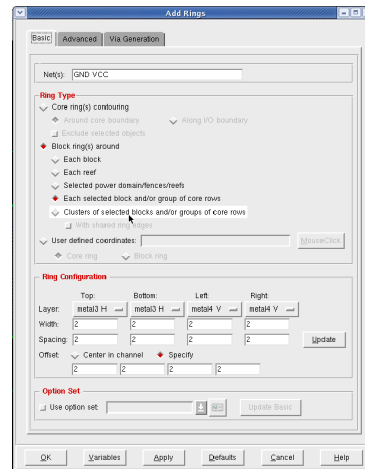 Add Rings
Basic Advanced Via Generation
Net(s): GND VCC
Ring Type
Core ring(s) contouring
Around core boundary Along I/O boundary
Exclude selected objects
Block ring(s) around
Each block
Each reef
Selected power domain/fences/reefs
Each selected block and/or group of core rows
Clusters of selected blocks and/or groups of core rows
With shared ring edges
User defined coordinates: MouseClick
Core ring Block ring
Ring Configuration
Top: Bottom: Left: Right:
Layer: metal3 H metal3 H metal4 V metal4 V
Width: 2 2 2 2
Spacing: 2 2 2 2 Update
Offset: Center in channel Specify
2 2 2 2
Option Set
Use option set: Update Basic
OK Variables Apply Defaults Cancel Help